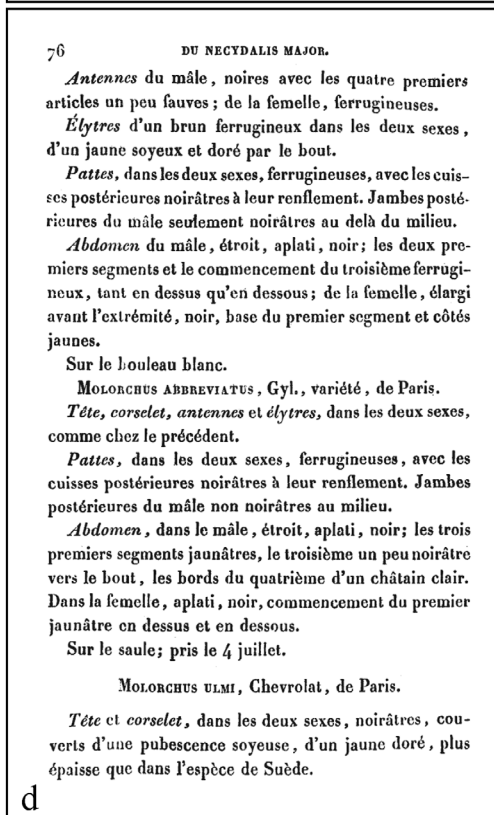 76 DU NECYDALIS MAJOR.
Antennes du mâle, noires avec les quatre premiers
articles un peu fauves; de la femelle, ferrugineuses.
Élytres d'un brun ferrugineux dans les deux sexes,
d'un jaune soyeux et doré par le bout.
Pattes, dans les deux sexes, ferrugineuses, avec les cuis-
ses postérieures noirâtres à leur renflement. Jambes posté-
rieures du mâle seulement noirâtres au delà du milieu.
Abdomen du mâle, étroit, aplati, noir; les deux pre-
miers segments et le commencement du troisième ferrugi-
neux, tant en dessus qu'en dessous; de la femelle, élargi
avant l'extrémité, noir, base du premier segment et côtés
jaunes.
Sur le bouleau blanc.
MOLORCHUS ABBREVIATUS, Gyl., variété, de Paris.
Tête, corselet, antennes et élytres, dans les deux sexes,
comme chez le précédent.
Pattes, dans les deux sexes, ferrugineuses, avec les
cuisses postérieures noirâtres à leur renflement. Jambes
postérieures du mâle non noirâtres au milieu.
Abdomen, dans le mâle, étroit, aplati, noir; les trois
premiers segments jaunâtres, le troisième un peu noirâtre
vers le bout, les bords du quatrième d'un châtain clair.
Dans la femelle, aplati, noir, commencement du premier
jaunâtre en dessus et en dessous.
Sur le saule; pris le 4 juillet.
MOLORCHUS ULMI, Chevrolat, de Paris.
Tête et corselet, dans les deux sexes, noirâtres, cou-
verts d'une pubescence soyeuse, d'un jaune doré, plus
épaisse que dans l'espèce de Suède.
d